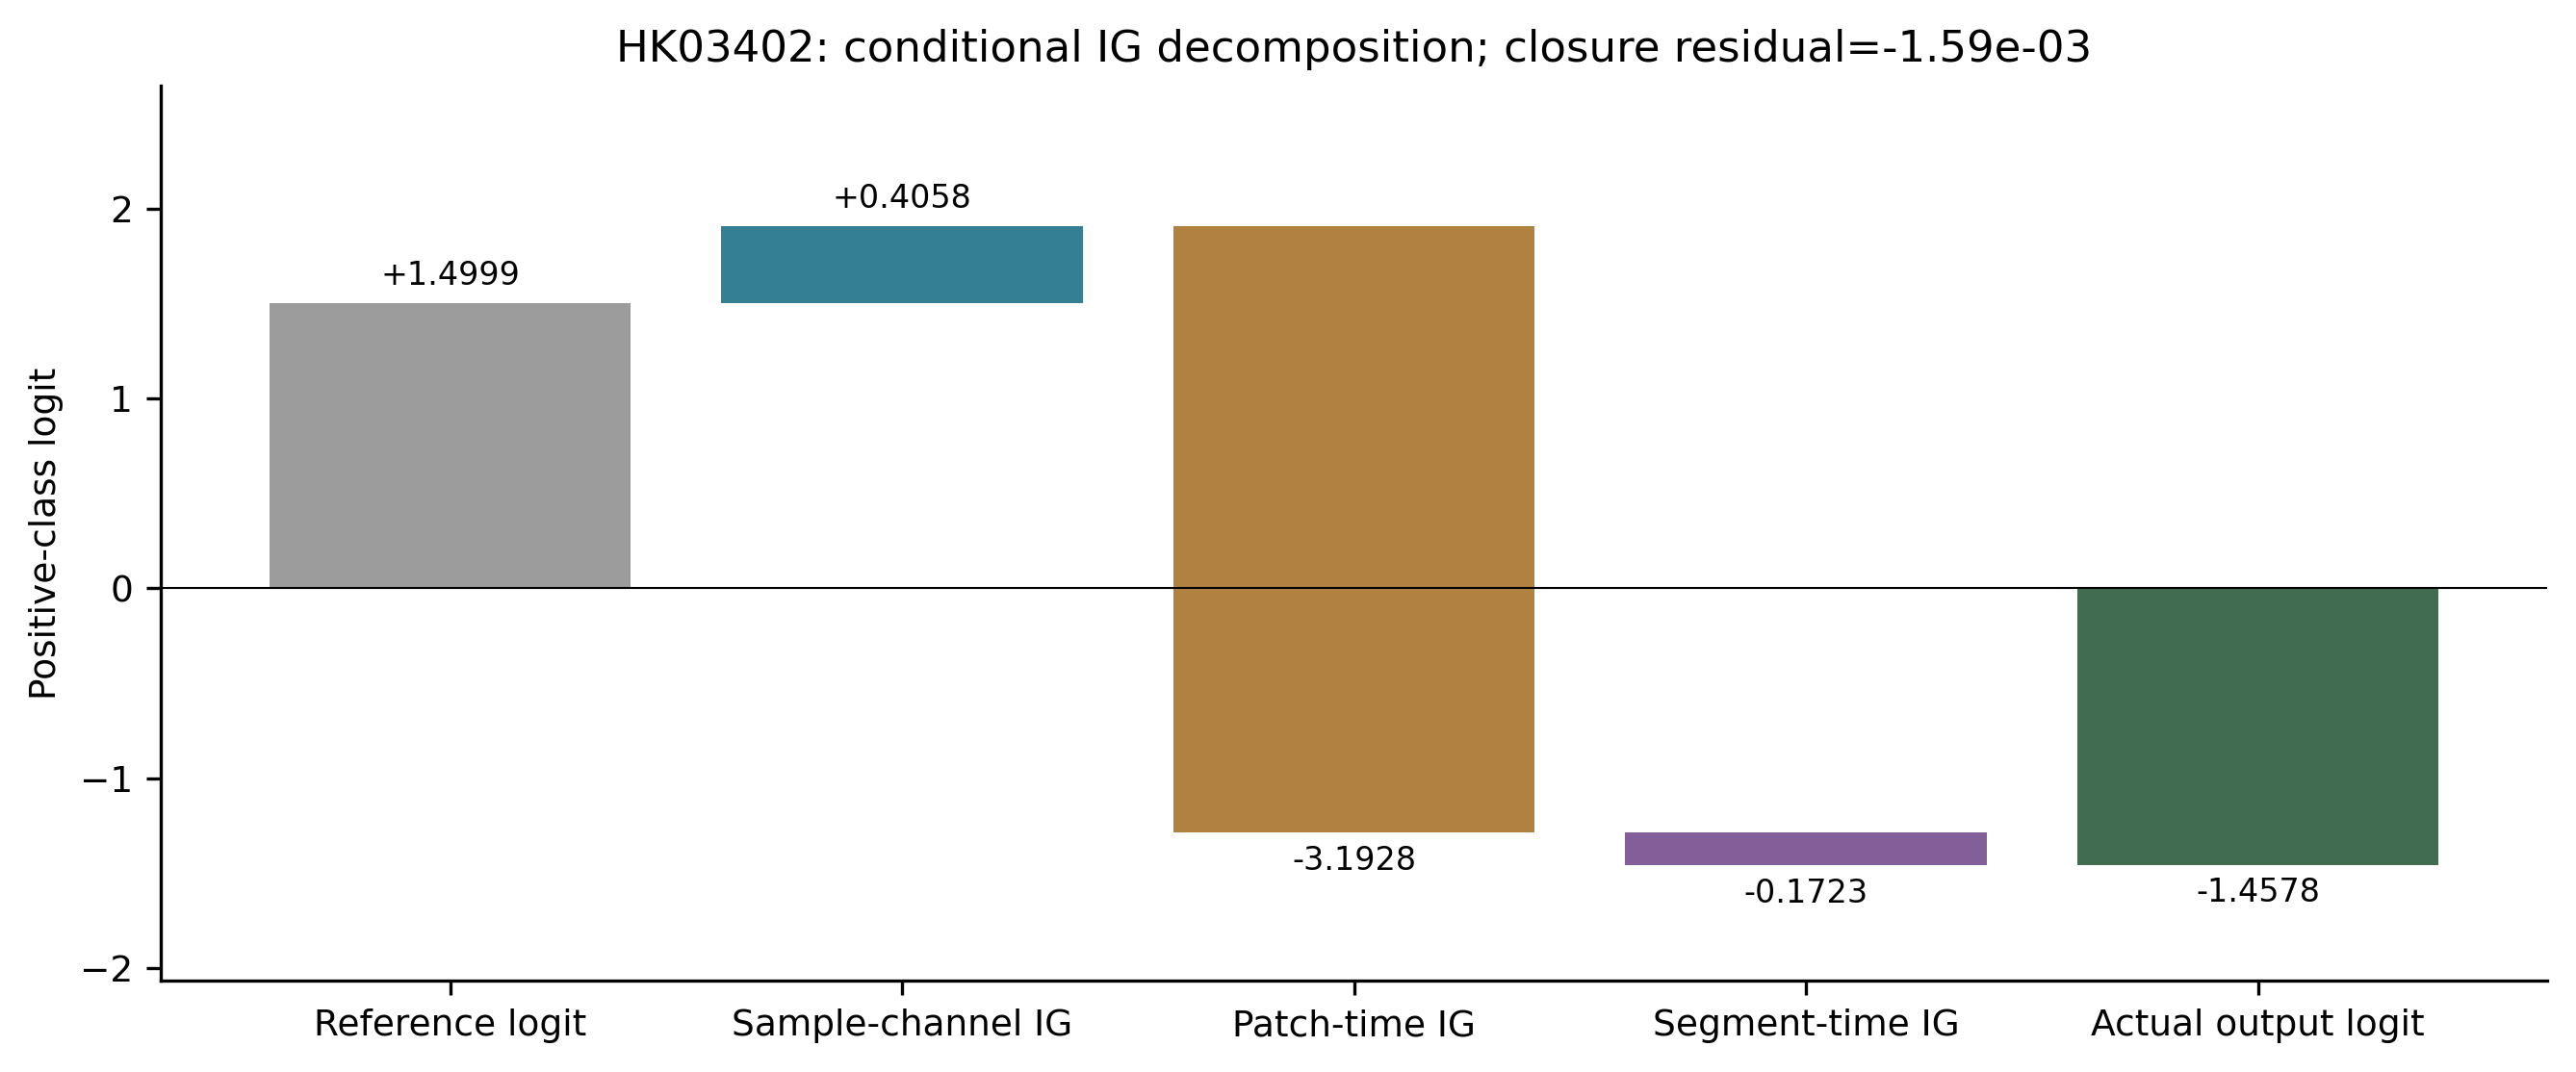 HK03402: conditional IG decomposition; closure residual=-1.59e-03
Positive-class logit
2
1
0
−1
−2
+1.4999
+0.4058
-3.1928
-0.1723
-1.4578
Reference logit
Sample-channel IG
Patch-time IG
Segment-time IG
Actual output logit